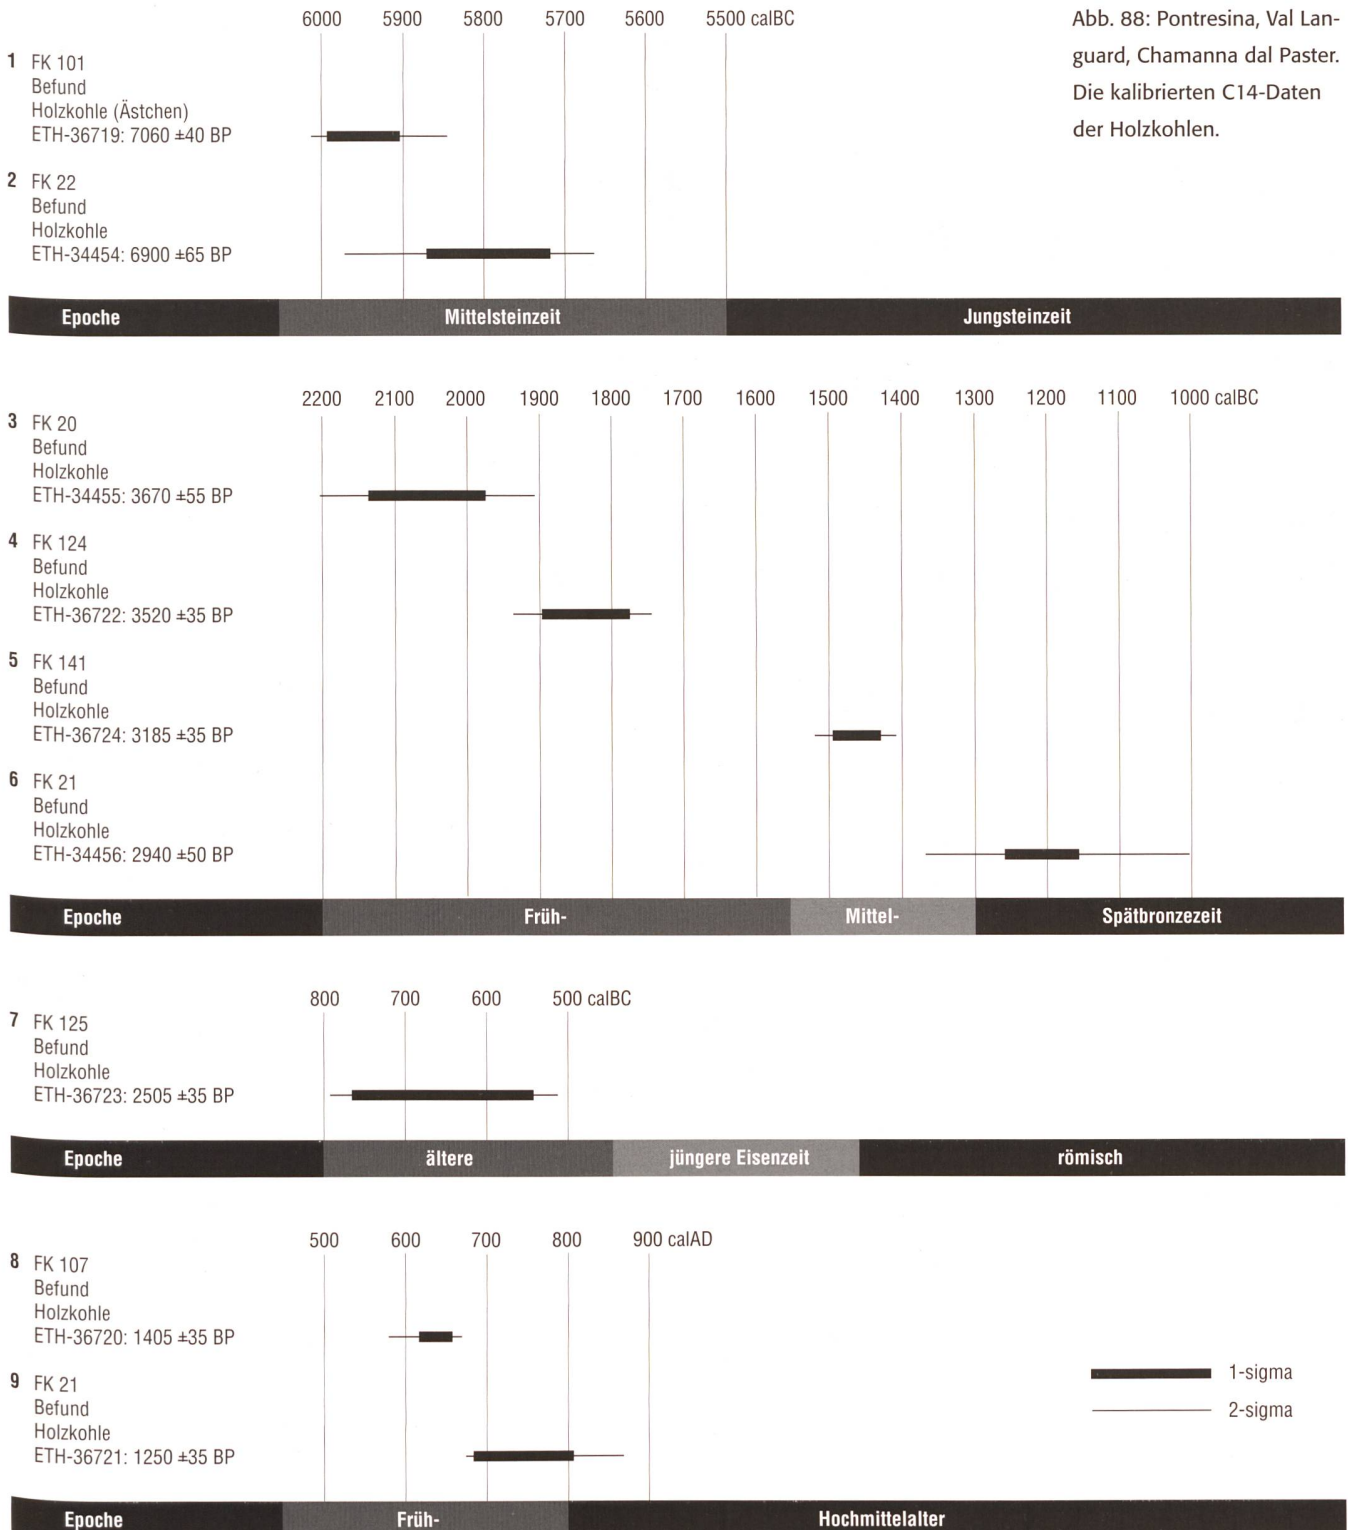 6000 5900 5800 5700 5600 5500 calBC
Abb. 88: Pontresina, Val Lan-
guard, Chamanna dal Paster.
Die kalibrierten C14-Daten
der Holzkohlen.
1 FK 101
Befund
Holzkohle (Ästchen)
ETH-36719: 7060 ±40 BP
2 FK 22
Befund
Holzkohle
ETH-34454: 6900 ±65 BP
Epoche Mittelsteinzeit Jungsteinzeit
2200 2100 2000 1900 1800 1700 1600 1500 1400 1300 1200 1100 1000 calBC
3 FK 20
Befund
Holzkohle
ETH-34455: 3670 ±55 BP
4 FK 124
Befund
Holzkohle
ETH-36722: 3520 ±35 BP
5 FK 141
Befund
Holzkohle
ETH-36724: 3185 ±35 BP
6 FK 21
Befund
Holzkohle
ETH-34456: 2940 ±50 BP
Epoche Früh- Mittel- Spätbronzezeit
800 700 600 500 calBC
7 FK 125
Befund
Holzkohle
ETH-36723: 2505 ±35 BP
Epoche ältere jüngere Eisenzeit römisch
500 600 700 800 900 calAD
8 FK 107
Befund
Holzkohle
ETH-36720: 1405 ±35 BP
9 FK 21
Befund
Holzkohle
ETH-36721: 1250 ±35 BP
1-sigma
2-sigma
Epoche Früh- Hochmittelalter